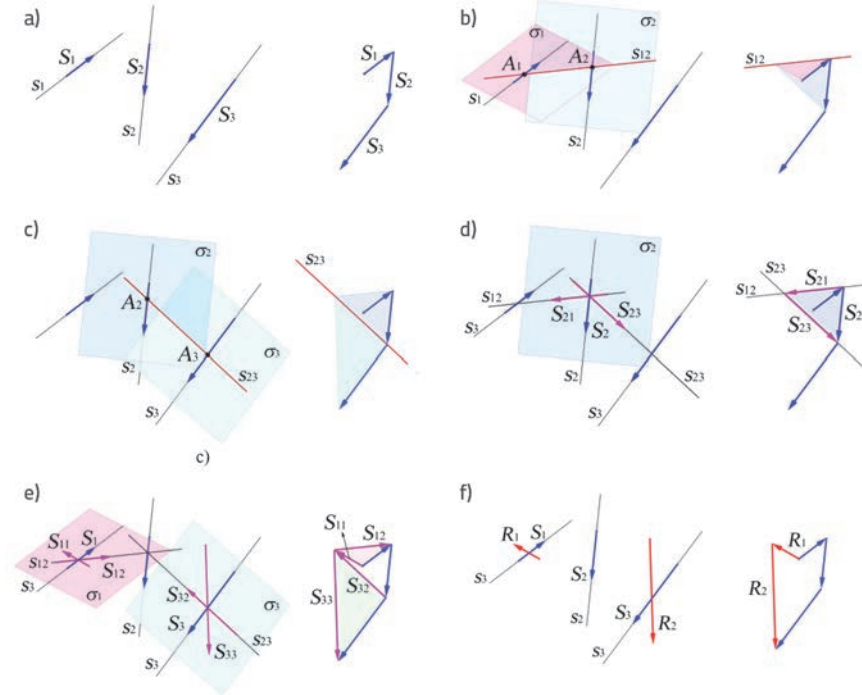 a)
S1
s1
S2
s2
S3
s3
S1
S2
S3
b)
σ1
σ2
s12
A1
A2
s1
s2
s12
c)
σ2
A2
A3
σ3
s2
s23
s3
s23
c)
d)
σ2
s12
S21
S23
S2
s3
s2
s23
s3
s23
s12
S21
S2
S23
e)
S11
S1
s12
S12
s3
σ1
S32
σ3
s2
S3
s23
S33
s3
S11
S12
S32
S33
f)
R1
S1
s3
S2
S3
s2
R2
s3
R1
R2